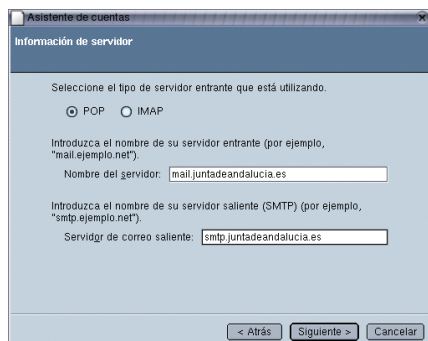 Asistente de cuentas
Información de servidor
Seleccione el tipo de servidor entrante que está utilizando.
POP IMAP
Introduzca el nombre de su servidor entrante (por ejemplo,
"mail.ejemplo.net").
Nombre del servidor: mail.juntadeandalucia.es
Introduzca el nombre de su servidor saliente (SMTP) (por ejemplo,
"smtp.ejemplo.net").
Servidor de correo saliente: smtp.juntadeandalucia.es
< Atrás Siguiente > Cancelar